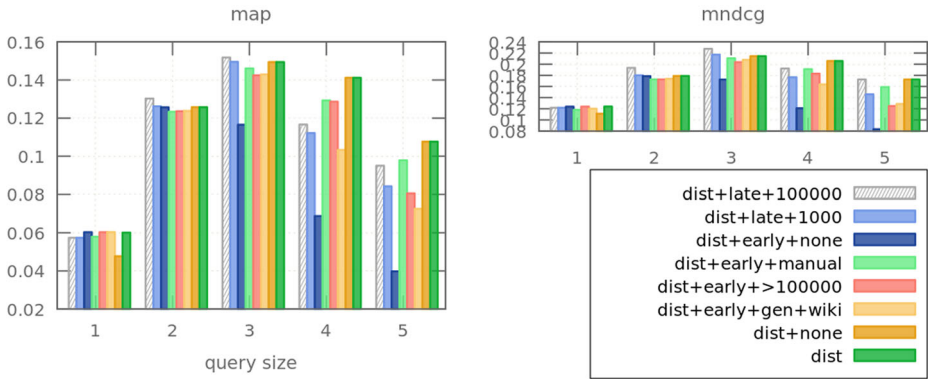 map
0.16
0.14
0.12
0.1
0.08
0.06
0.04
0.02
1 2 3 4 5
query size
mndcg
0.24
0.2
0.18
0.16
0.14
0.12
0.1
0.08
1 2 3 4 5
dist+late+100000
dist+late+1000
dist+early+none
dist+early+manual
dist+early+>100000
dist+early+gen+wiki
dist+none
dist